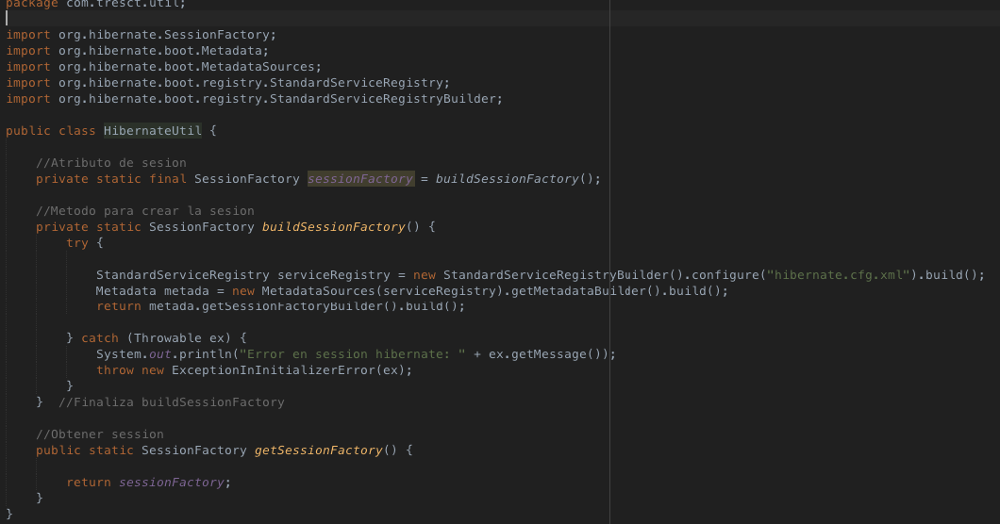 package com.tresct.util;
import org.hibernate.SessionFactory;
import org.hibernate.boot.Metadata;
import org.hibernate.boot.MetadataSources;
import org.hibernate.boot.registry.StandardServiceRegistry;
import org.hibernate.boot.registry.StandardServiceRegistryBuilder;
public class HibernateUtil {
//Atributo de sesion
private static final SessionFactory sessionFactory = buildSessionFactory();
//Metodo para crear la sesion
private static SessionFactory buildSessionFactory() {
try {
StandardServiceRegistry serviceRegistry = new StandardServiceRegistryBuilder().configure("hibernate.cfg.xml").build();
Metadata metada = new MetadataSources(serviceRegistry).getMetadataBuilder().build();
return metada.getSessionFactoryBuilder().build();
} catch (Throwable ex) {
System.out.println("Error en session hibernate: " + ex.getMessage());
throw new ExceptionInInitializerError(ex);
}
} //Finaliza buildSessionFactory
//Obtener session
public static SessionFactory getSessionFactory() {
return sessionFactory;
}
}